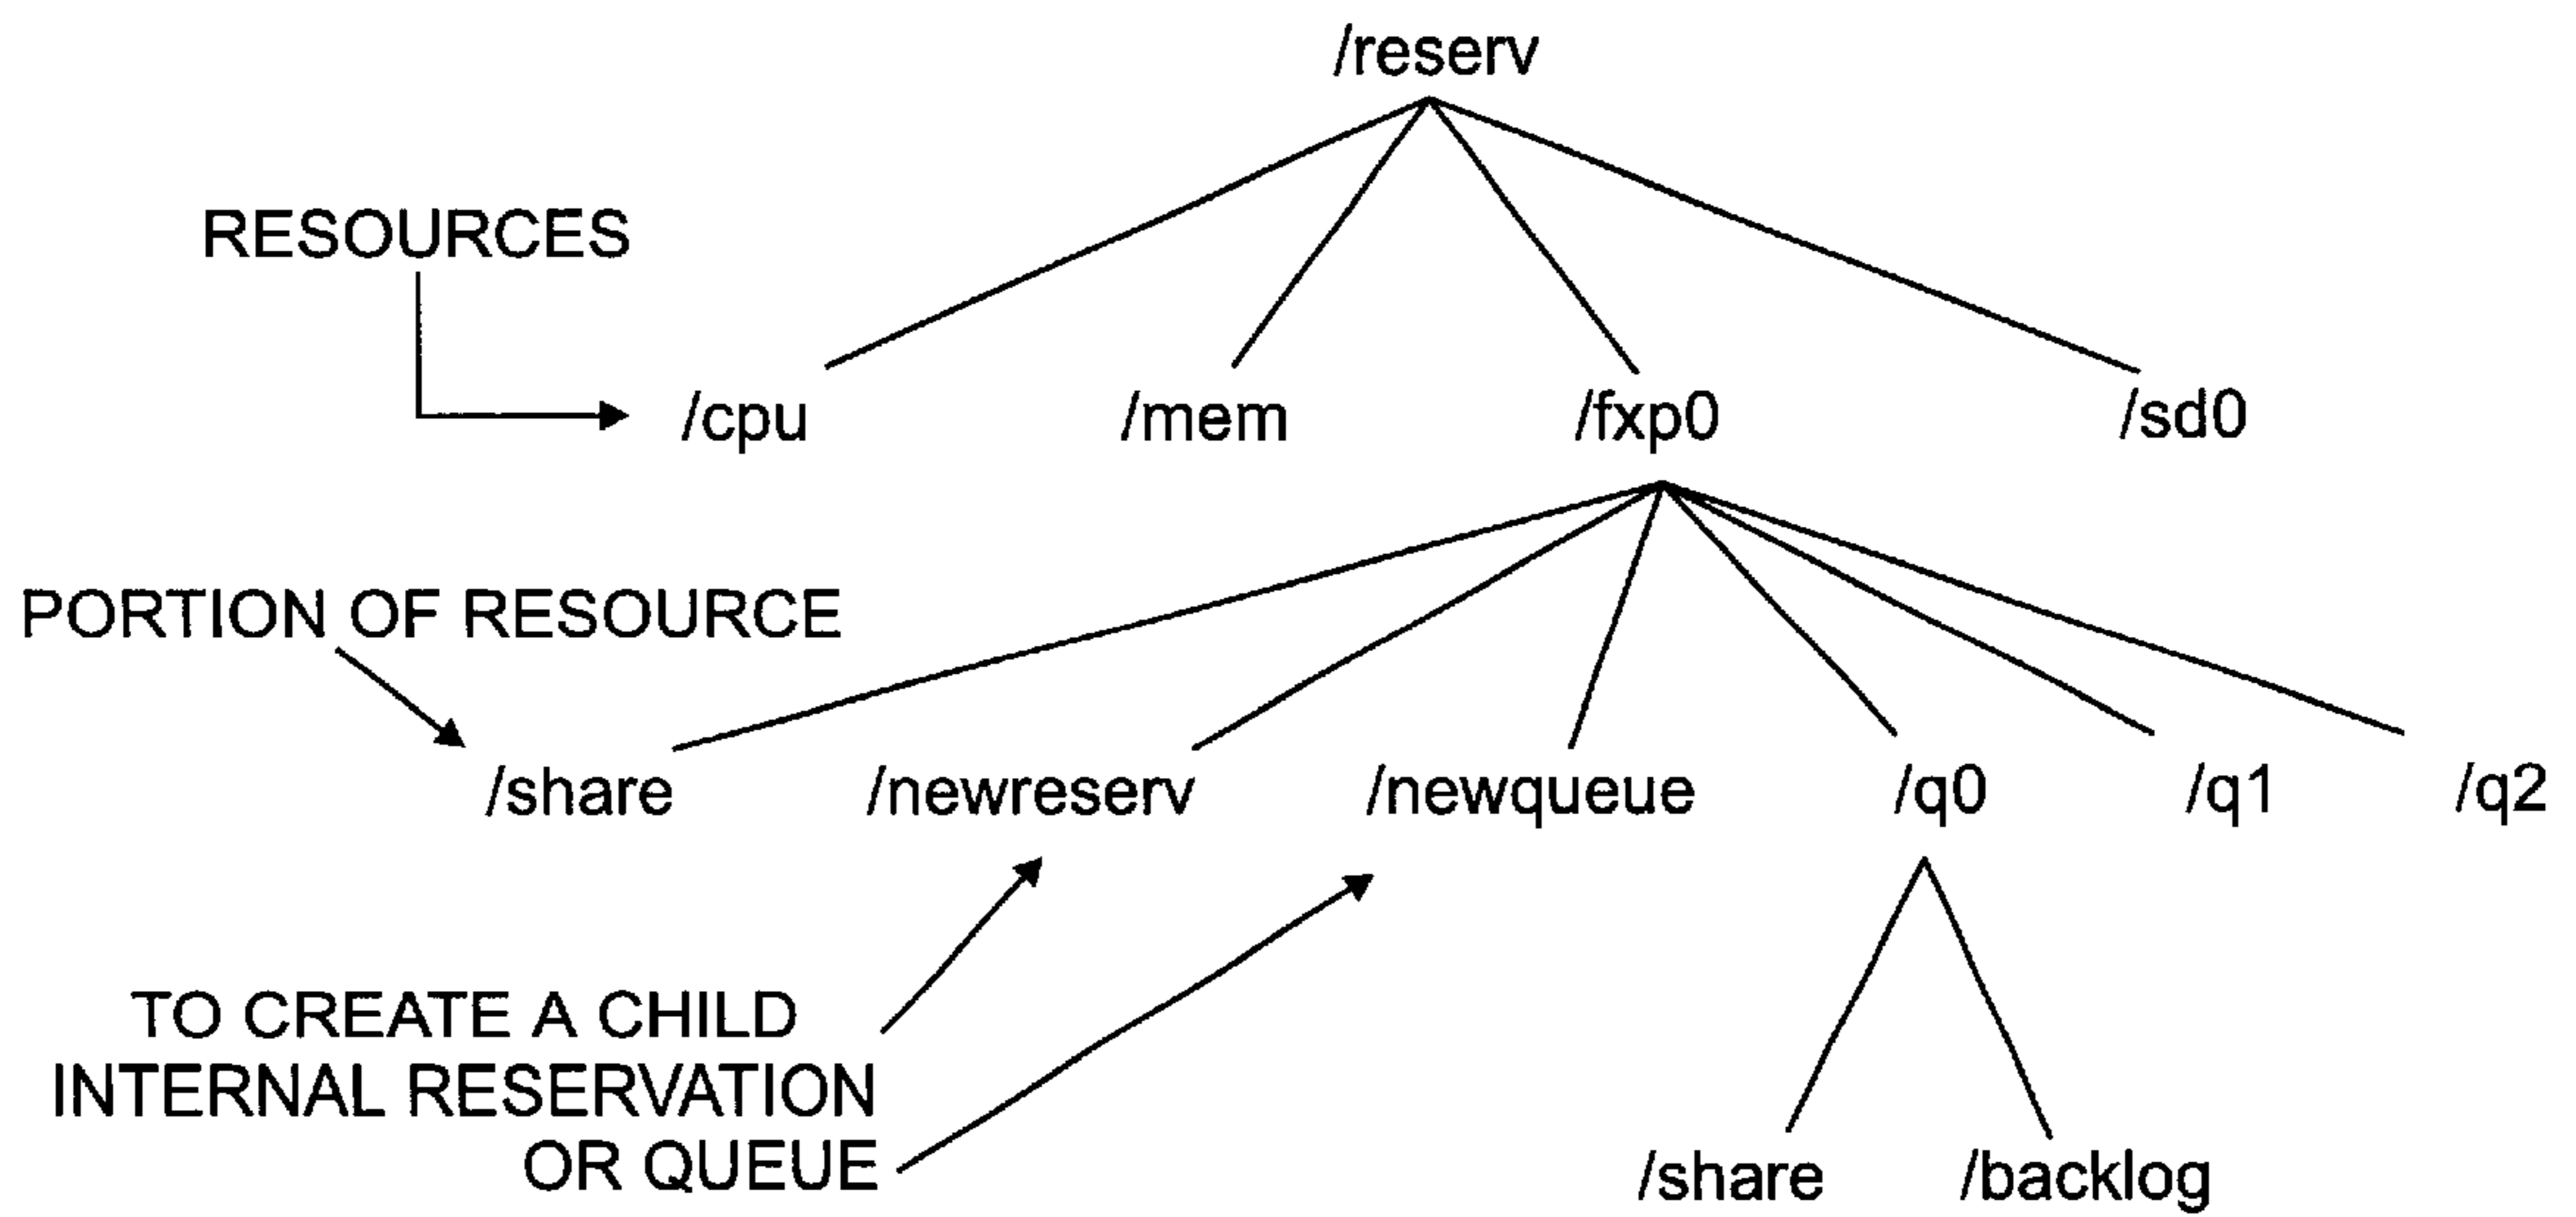 /reserv
RESOURCES
/cpu /mem /fxp0 /sd0
PORTION OF RESOURCE
/share /newreserv /newqueue /q0 /q1 /q2
TO CREATE A CHILD
INTERNAL RESERVATION
OR QUEUE
/share /backlog